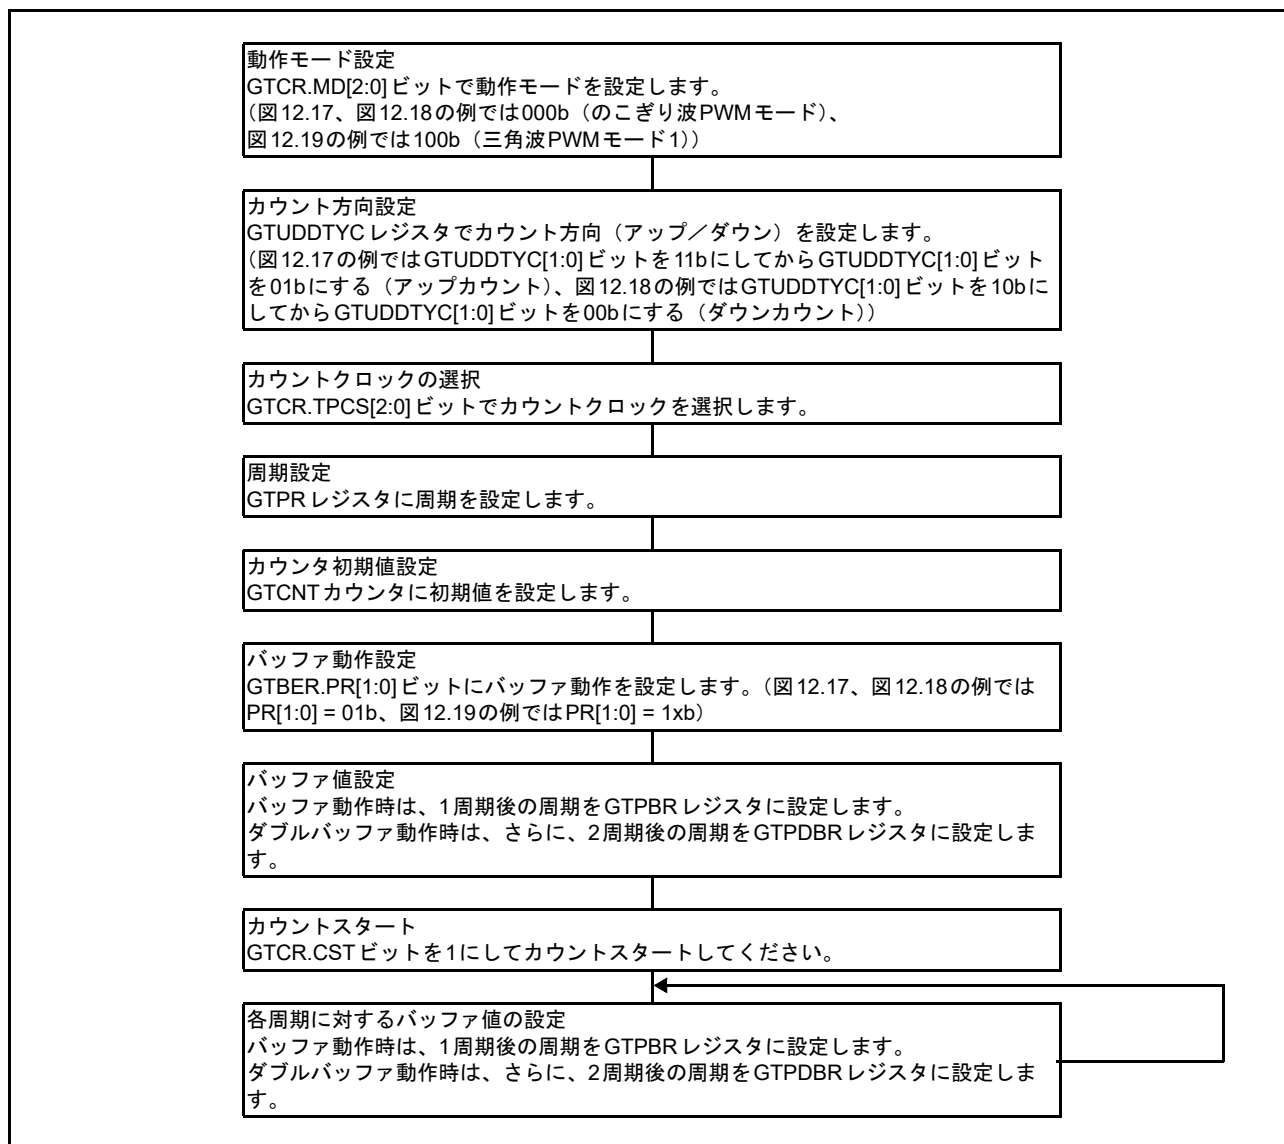 動作モード設定
GTCR.MD[2:0]ビットで動作モードを設定します。
（図12.17、図12.18の例では000b（のこぎり波PWMモード）、
図12.19の例では100b（三角波PWMモード1））
カウント方向設定
GTUDDTYCレジスタでカウント方向（アップ／ダウン）を設定します。
（図12.17の例ではGTUDDTYC[1:0]ビットを11bにしてからGTUDDTYC[1:0]ビット
を01bにする（アップカウント）、図12.18の例ではGTUDDTYC[1:0]ビットを10bに
してからGTUDDTYC[1:0]ビットを00bにする（ダウンカウント））
カウントクロックの選択
GTCR.TPCS[2:0]ビットでカウントクロックを選択します。
周期設定
GTPRレジスタに周期を設定します。
カウンタ初期値設定
GTCNTカウンタに初期値を設定します。
バッファ動作設定
GTBER.PR[1:0]ビットにバッファ動作を設定します。（図12.17、図12.18の例では
PR[1:0] = 01b、図12.19の例ではPR[1:0] = 1xb）
バッファ値設定
バッファ動作時は、1周期後の周期をGTPBRレジスタに設定します。
ダブルバッファ動作時は、さらに、2周期後の周期をGTPDBRレジスタに設定しま
す。
カウントスタート
GTCR.CSTビットを1にしてカウントスタートしてください。
各周期に対するバッファ値の設定
バッファ動作時は、1周期後の周期をGTPBRレジスタに設定します。
ダブルバッファ動作時は、さらに、2周期後の周期をGTPDBRレジスタに設定しま
す。